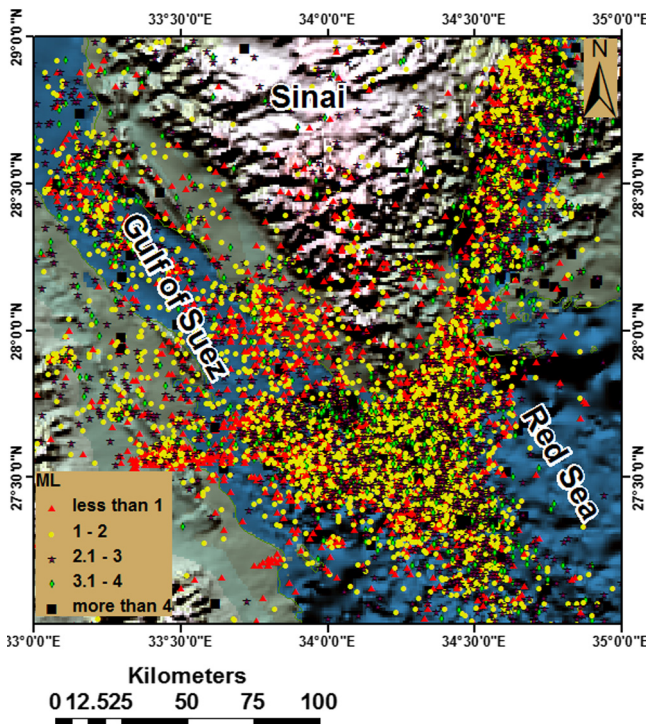 33°0'0"E 33°30'0"E 34°0'0"E 34°30'0"E 35°0'0"E
29°0'0"N
28°30'0"N
28°0'0"N
27°30'0"N
N
Sinai
Gulf of Suez
Red Sea
28°30'0"N
28°0'0"N
27°30'0"N
ML
less than 1
1 - 2
2.1 - 3
3.1 - 4
more than 4
33°0'0"E 33°30'0"E 34°0'0"E 34°30'0"E 35°0'0"E
Kilometers
0 12.525 50 75 100